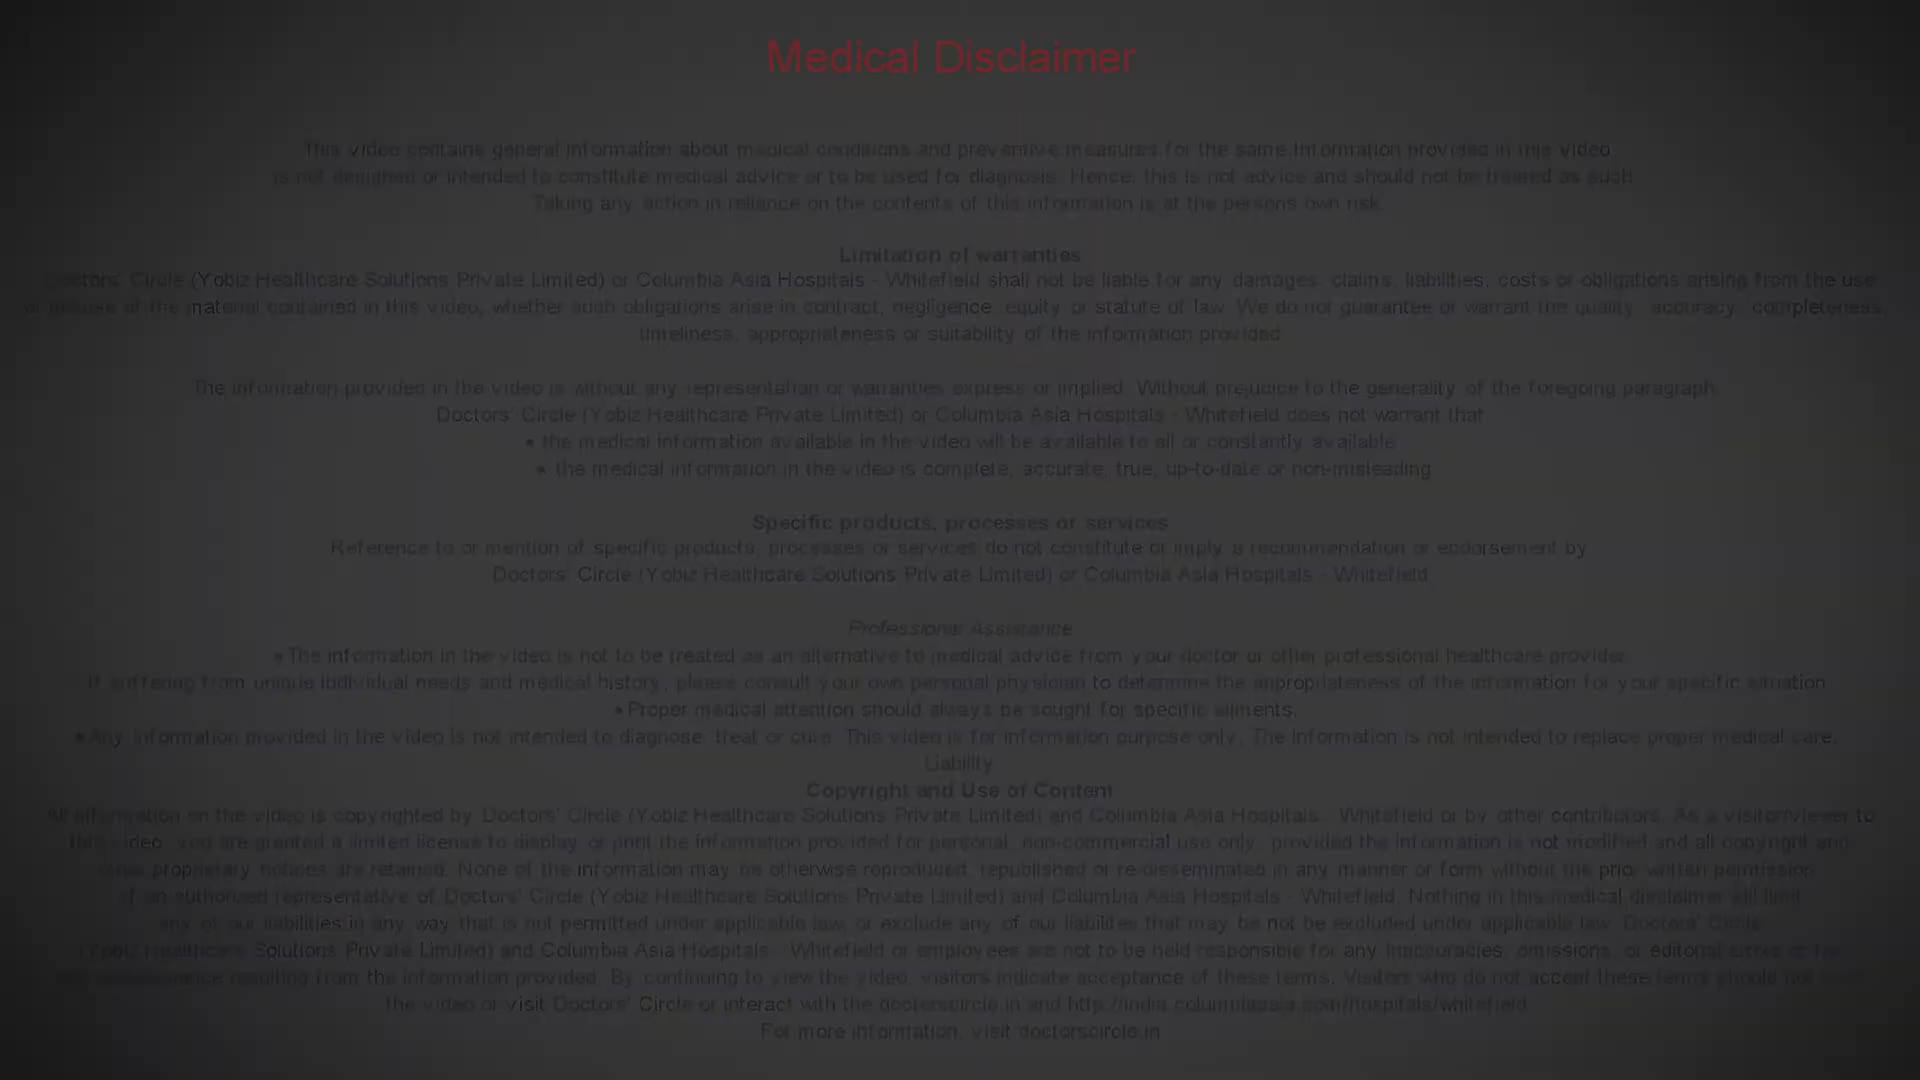 Medical Disclaimer
This video contains general information about medical conditions and preventive measures for the same.Information provided in this Video
is not designed or intended to constitute medical advice or to be used for diagnosis. Hence, this is not advice and should not be treated as such.
Taking any action in reliance on the contents of this information is at the persons own risk.
Limitation of warranties
Doctors' Circle (Yobiz Healthcare Solutions Private Limited) or Columbia Asia Hospitals - Whitefield shall not be liable for any damages, claims, liabilities, costs or obligations arising from the use
or misuse of the material contained in this video, whether such obligations arise in contract, negligence, equity or statute of law. We do not guarantee or warrant the quality, accuracy, completeness,
timeliness, appropriateness or suitability of the information provided.
The information provided in the video is without any representation or warranties express or implied. Without prejudice to the generality of the foregoing paragraph,
Doctors' Circle (Yobiz Healthcare Private Limited) or Columbia Asia Hospitals - Whitefield does not warrant that
• the medical information available in the video will be available to all or constantly available
• the medical information in the video is complete, accurate, true, up-to-date or non-misleading
Specific products, processes or services
Reference to or mention of specific products, processes or services do not constitute or imply a recommendation or endorsement by
Doctors' Circle (Yobiz Healthcare Solutions Private Limited) or Columbia Asia Hospitals - Whitefield
Professional Assistance
• The information in the video is not to be treated as an alternative to medical advice from your doctor or other professional healthcare provider.
If suffering from unique individual needs and medical history, please consult your own personal physician to determine the appropriateness of the information for your specific situation
• Proper medical attention should always be sought for specific ailments.
• Any information provided in the video is not intended to diagnose, treat or cure. This video is for information purpose only. The information is not intended to replace proper medical care.
Liability
Copyright and Use of Content
All information on the video is copyrighted by Doctors' Circle (Yobiz Healthcare Solutions Private Limited) and Columbia Asia Hospitals - Whitefield or by other contributors. As a visitor/viewer to
this video, you are granted a limited license to display or print the information provided for personal, non-commercial use only, provided the information is not modified and all copyright and
other proprietary notices are retained. None of the information may be otherwise reproduced, republished or re-disseminated in any manner or form without the prior written permission
of an authorised representative of Doctors' Circle (Yobiz Healthcare Solutions Private Limited) and Columbia Asia Hospitals - Whitefield. Nothing in this medical disclaimer will limit
any of our liabilities in any way that is not permitted under applicable law, or exclude any of our liabilites that may be not be excluded under applicable law. Doctors' Circle
(Yobiz Healthcare Solutions Private Limited) and Columbia Asia Hospitals - Whitefield or employees are not to be held responsible for any inaccuracies, omissions, or editorial errors or for
any consequence resulting from the information provided. By continuing to view the video, visitors indicate acceptance of these terms. Visitors who do not accept these terms should not
the video or visit Doctors' Circle or interact with the doctorscircle.in and http://india.columbiaasia.com/hospitals/whitefield
For more information, visit doctorscircle.in